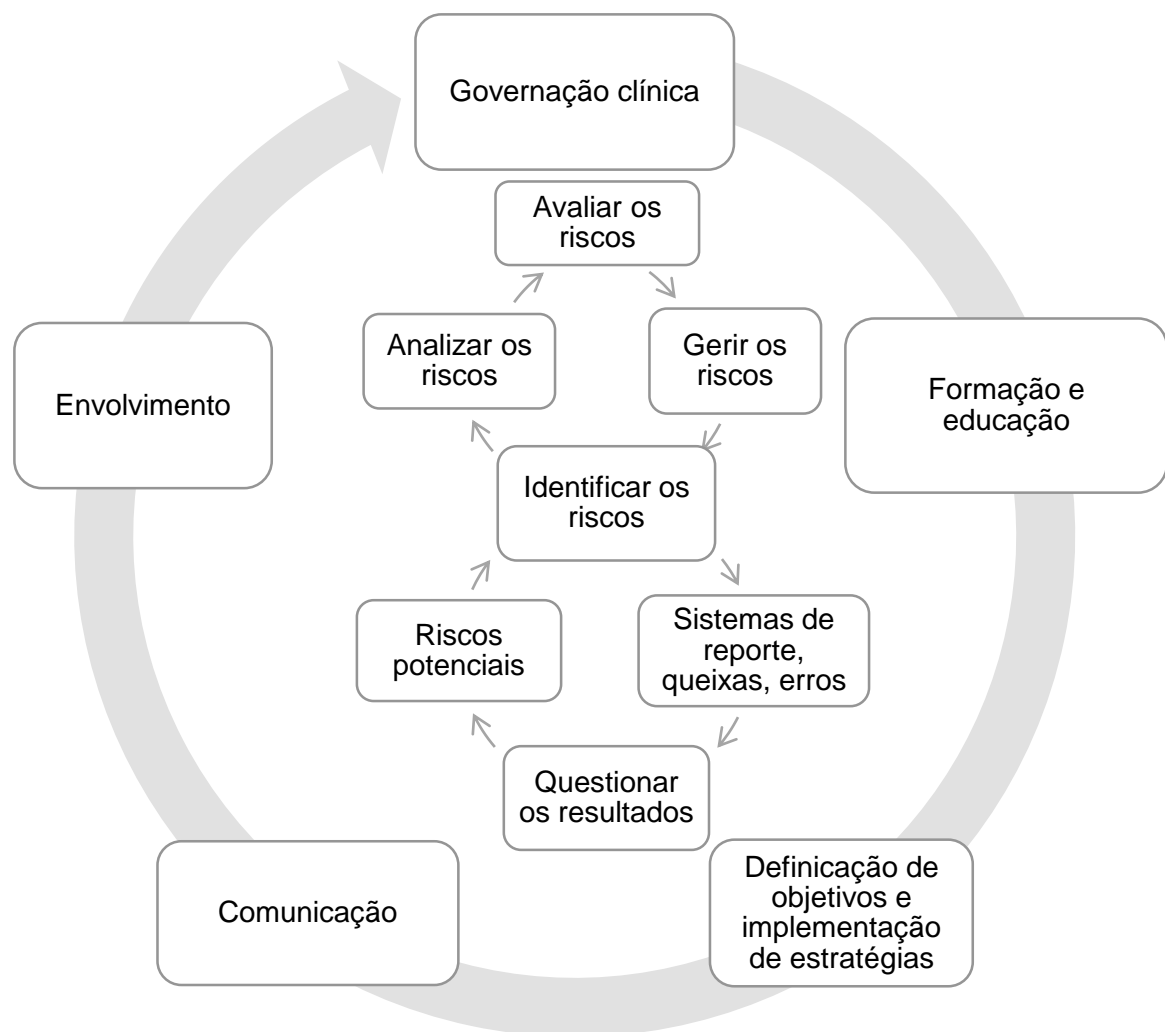 Governação clínica
Avaliar os
riscos
Analizar os
riscos
Gerir os
riscos
Envolvimento
Formação e
educação
Identificar os
riscos
Riscos
potenciais
Sistemas de
reporte,
queixas, erros
Questionar
os resultados
Comunicação
Definicação de
objetivos e
implementação
de estratégias